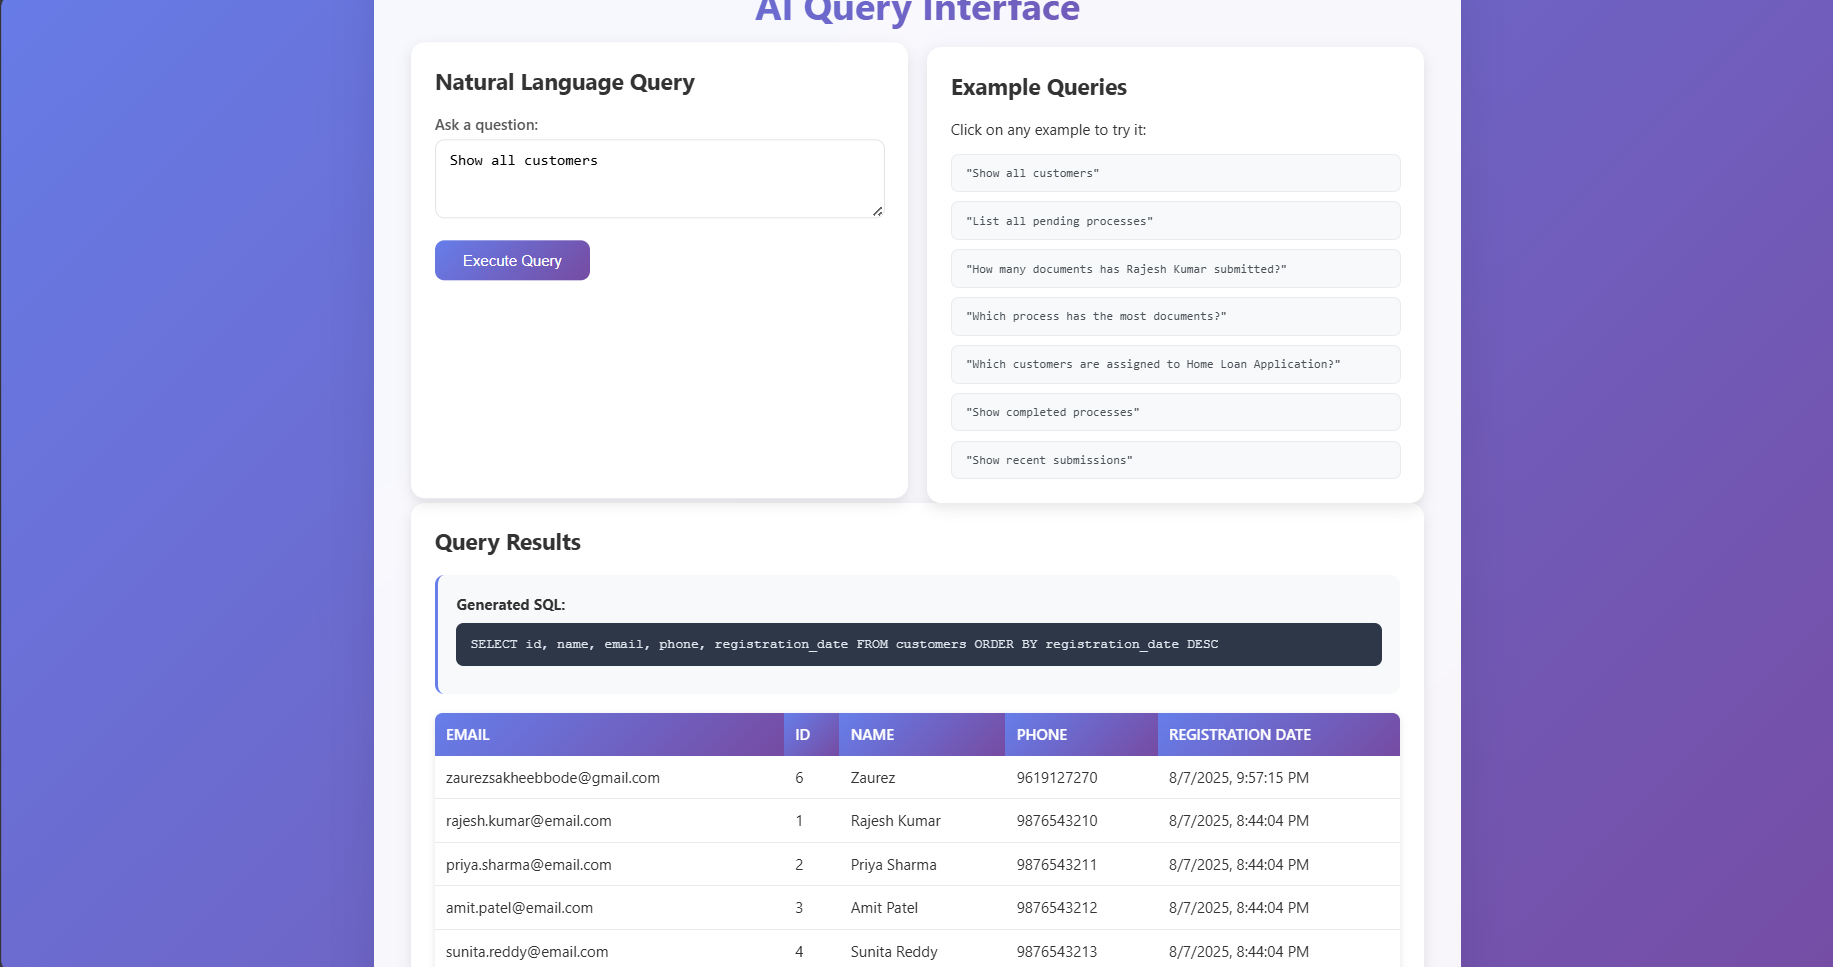 AI Query Interface
Natural Language Query
Ask a question:
Show all customers
Execute Query
Example Queries
Click on any example to try it:
"Show all customers"
"List all pending processes"
"How many documents has Rajesh Kumar submitted?"
"Which process has the most documents?"
"Which customers are assigned to Home Loan Application?"
"Show completed processes"
"Show recent submissions"
Query Results
Generated SQL:
SELECT id, name, email, phone, registration_date FROM customers ORDER BY registration_date DESC
EMAIL ID NAME PHONE REGISTRATION DATE
zaurezsakheebbode@gmail.com 6 Zaurez 9619127270 8/7/2025, 9:57:15 PM
rajesh.kumar@email.com 1 Rajesh Kumar 9876543210 8/7/2025, 8:44:04 PM
priya.sharma@email.com 2 Priya Sharma 9876543211 8/7/2025, 8:44:04 PM
amit.patel@email.com 3 Amit Patel 9876543212 8/7/2025, 8:44:04 PM
sunita.reddy@email.com 4 Sunita Reddy 9876543213 8/7/2025, 8:44:04 PM